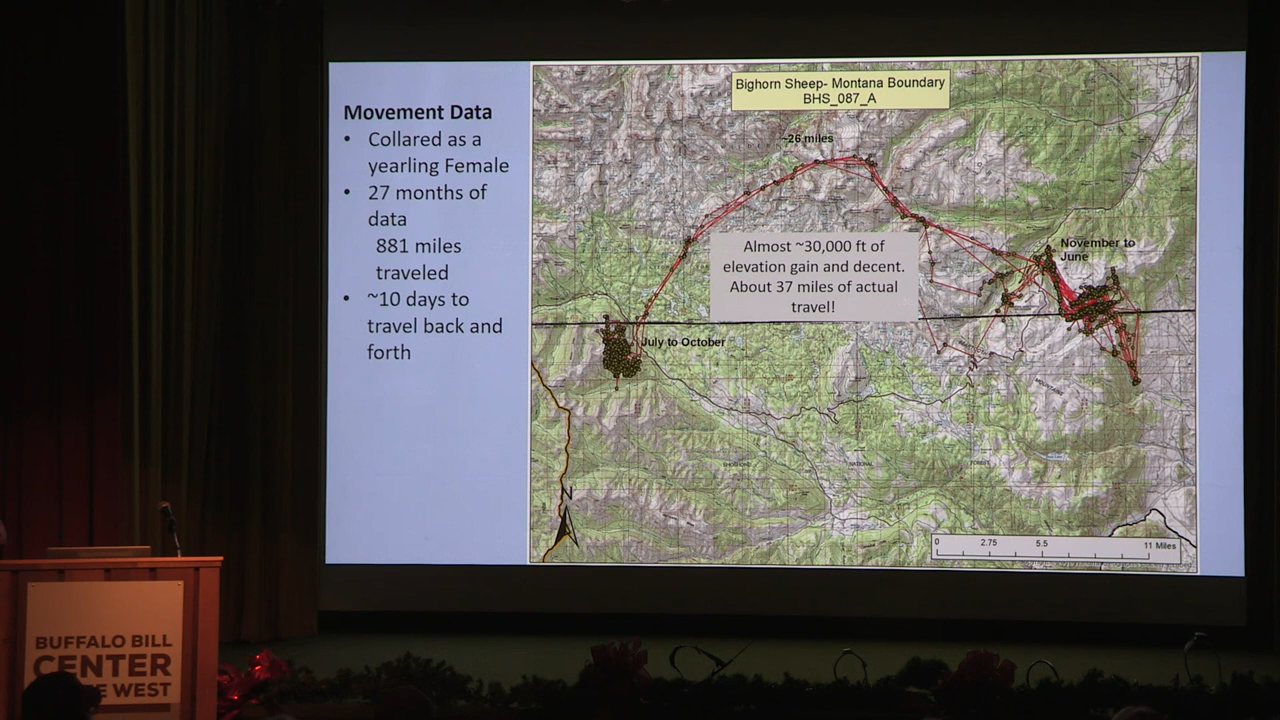 Movement Data
• Collared as a
yearling Female
• 27 months of
data
881 miles
traveled
• ~10 days to
travel back and
forth
Bighorn Sheep- Montana Boundary
BHS_087_A
~26 miles
Almost ~30,000 ft of
elevation gain and decent.
About 37 miles of actual
travel!
November to
June
July to October
NATIONAL
N
0 2.75 5.5 11 Miles
BUFFALO BILL
CENTER
WEST